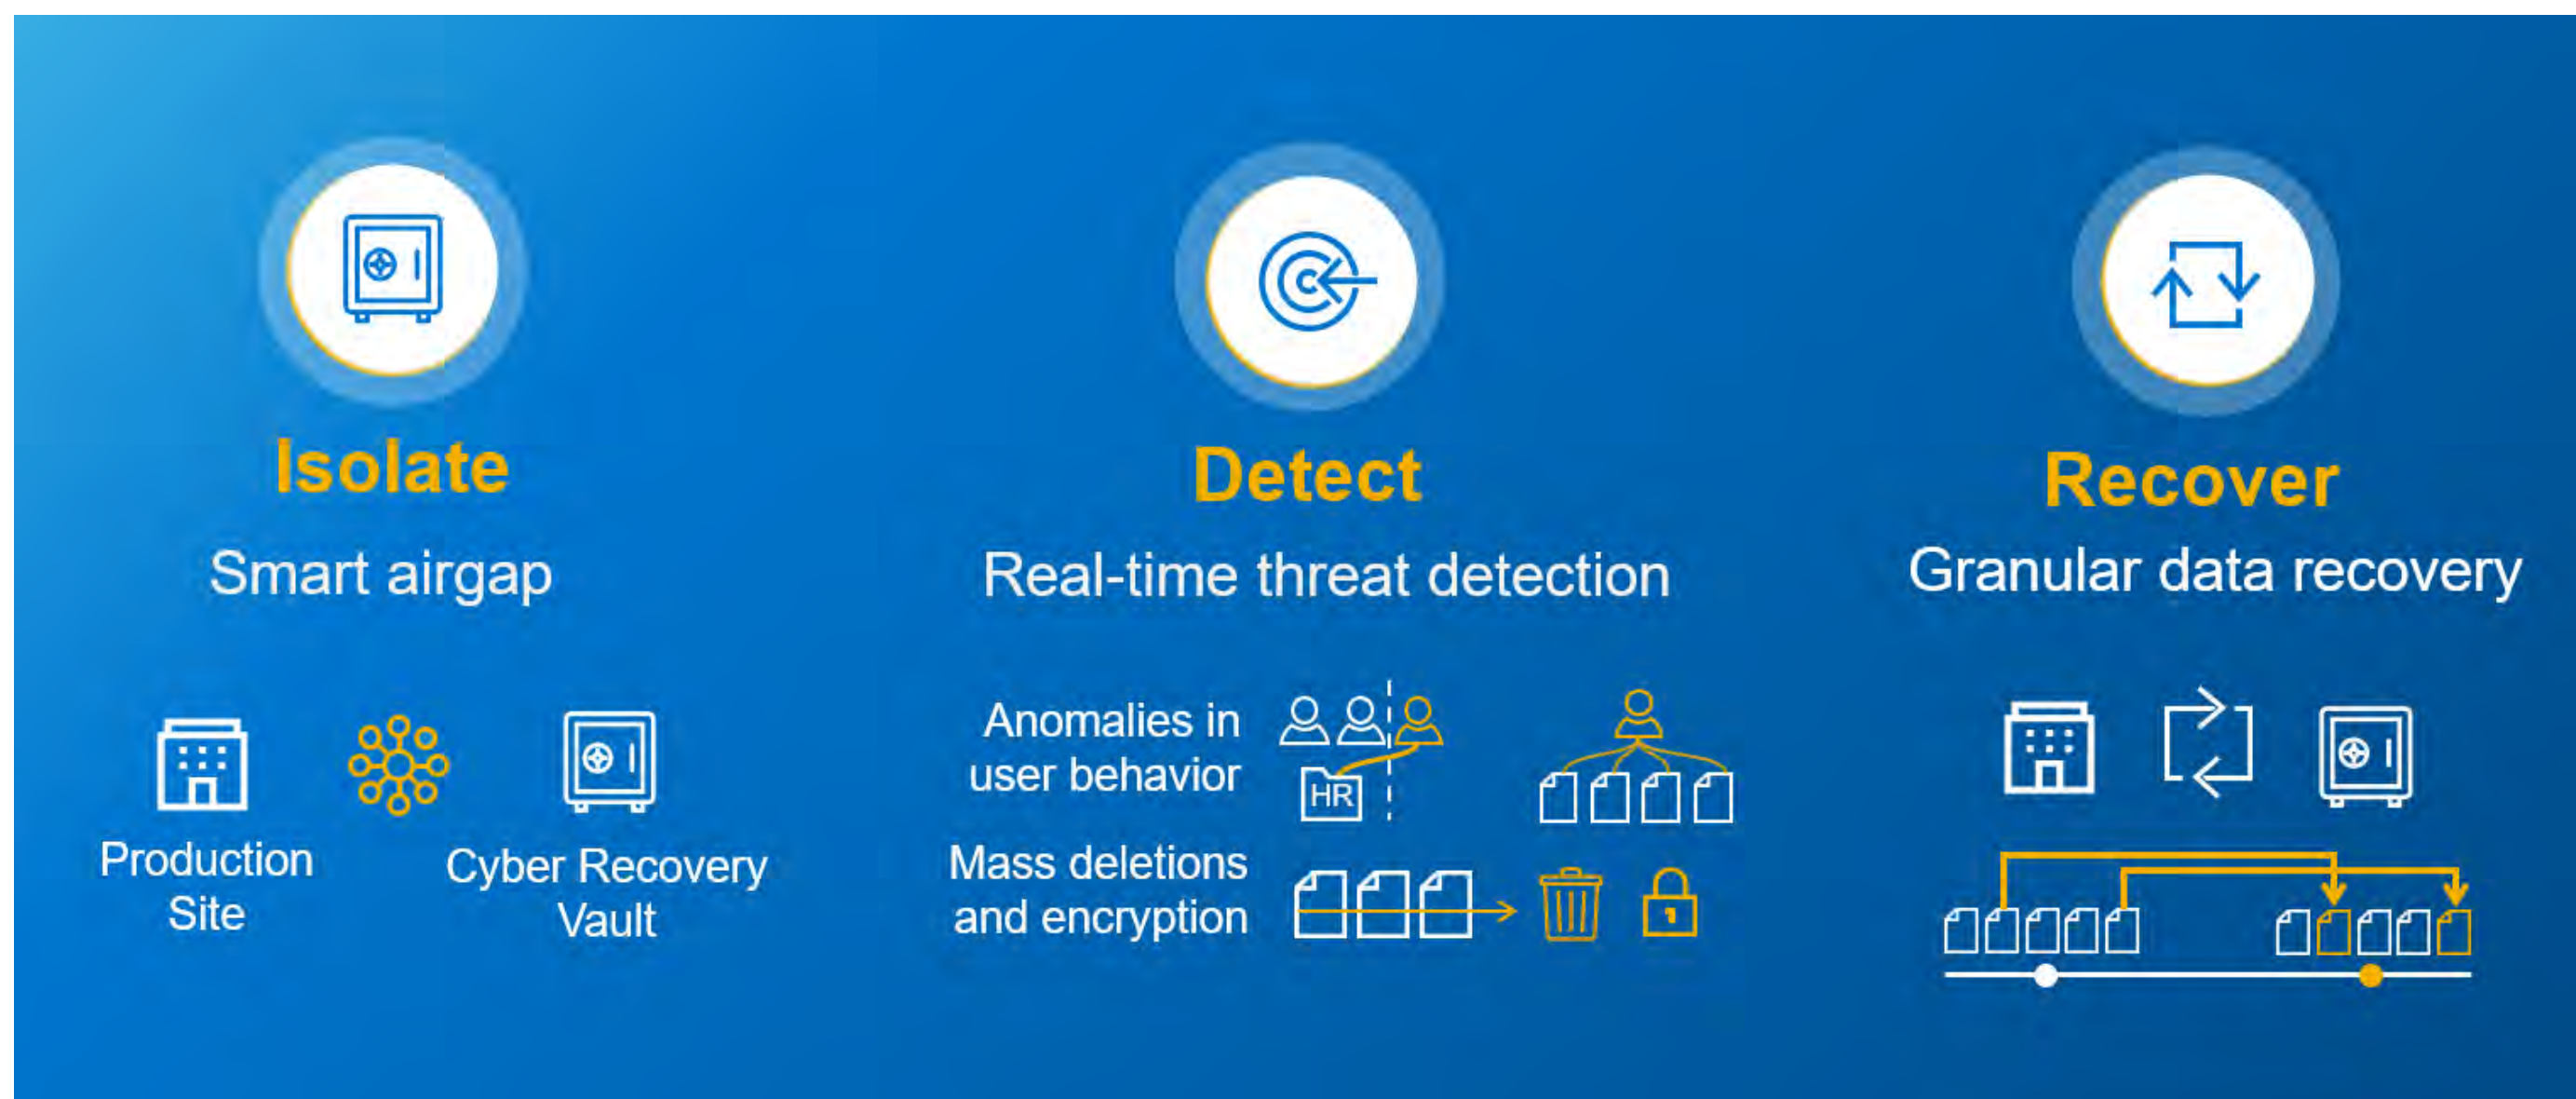 Isolate
Smart airgap
Production
Site
Cyber Recovery
Vault
Detect
Real-time threat detection
Anomalies in
user behavior
HR
Mass deletions
and encryption
Recover
Granular data recovery